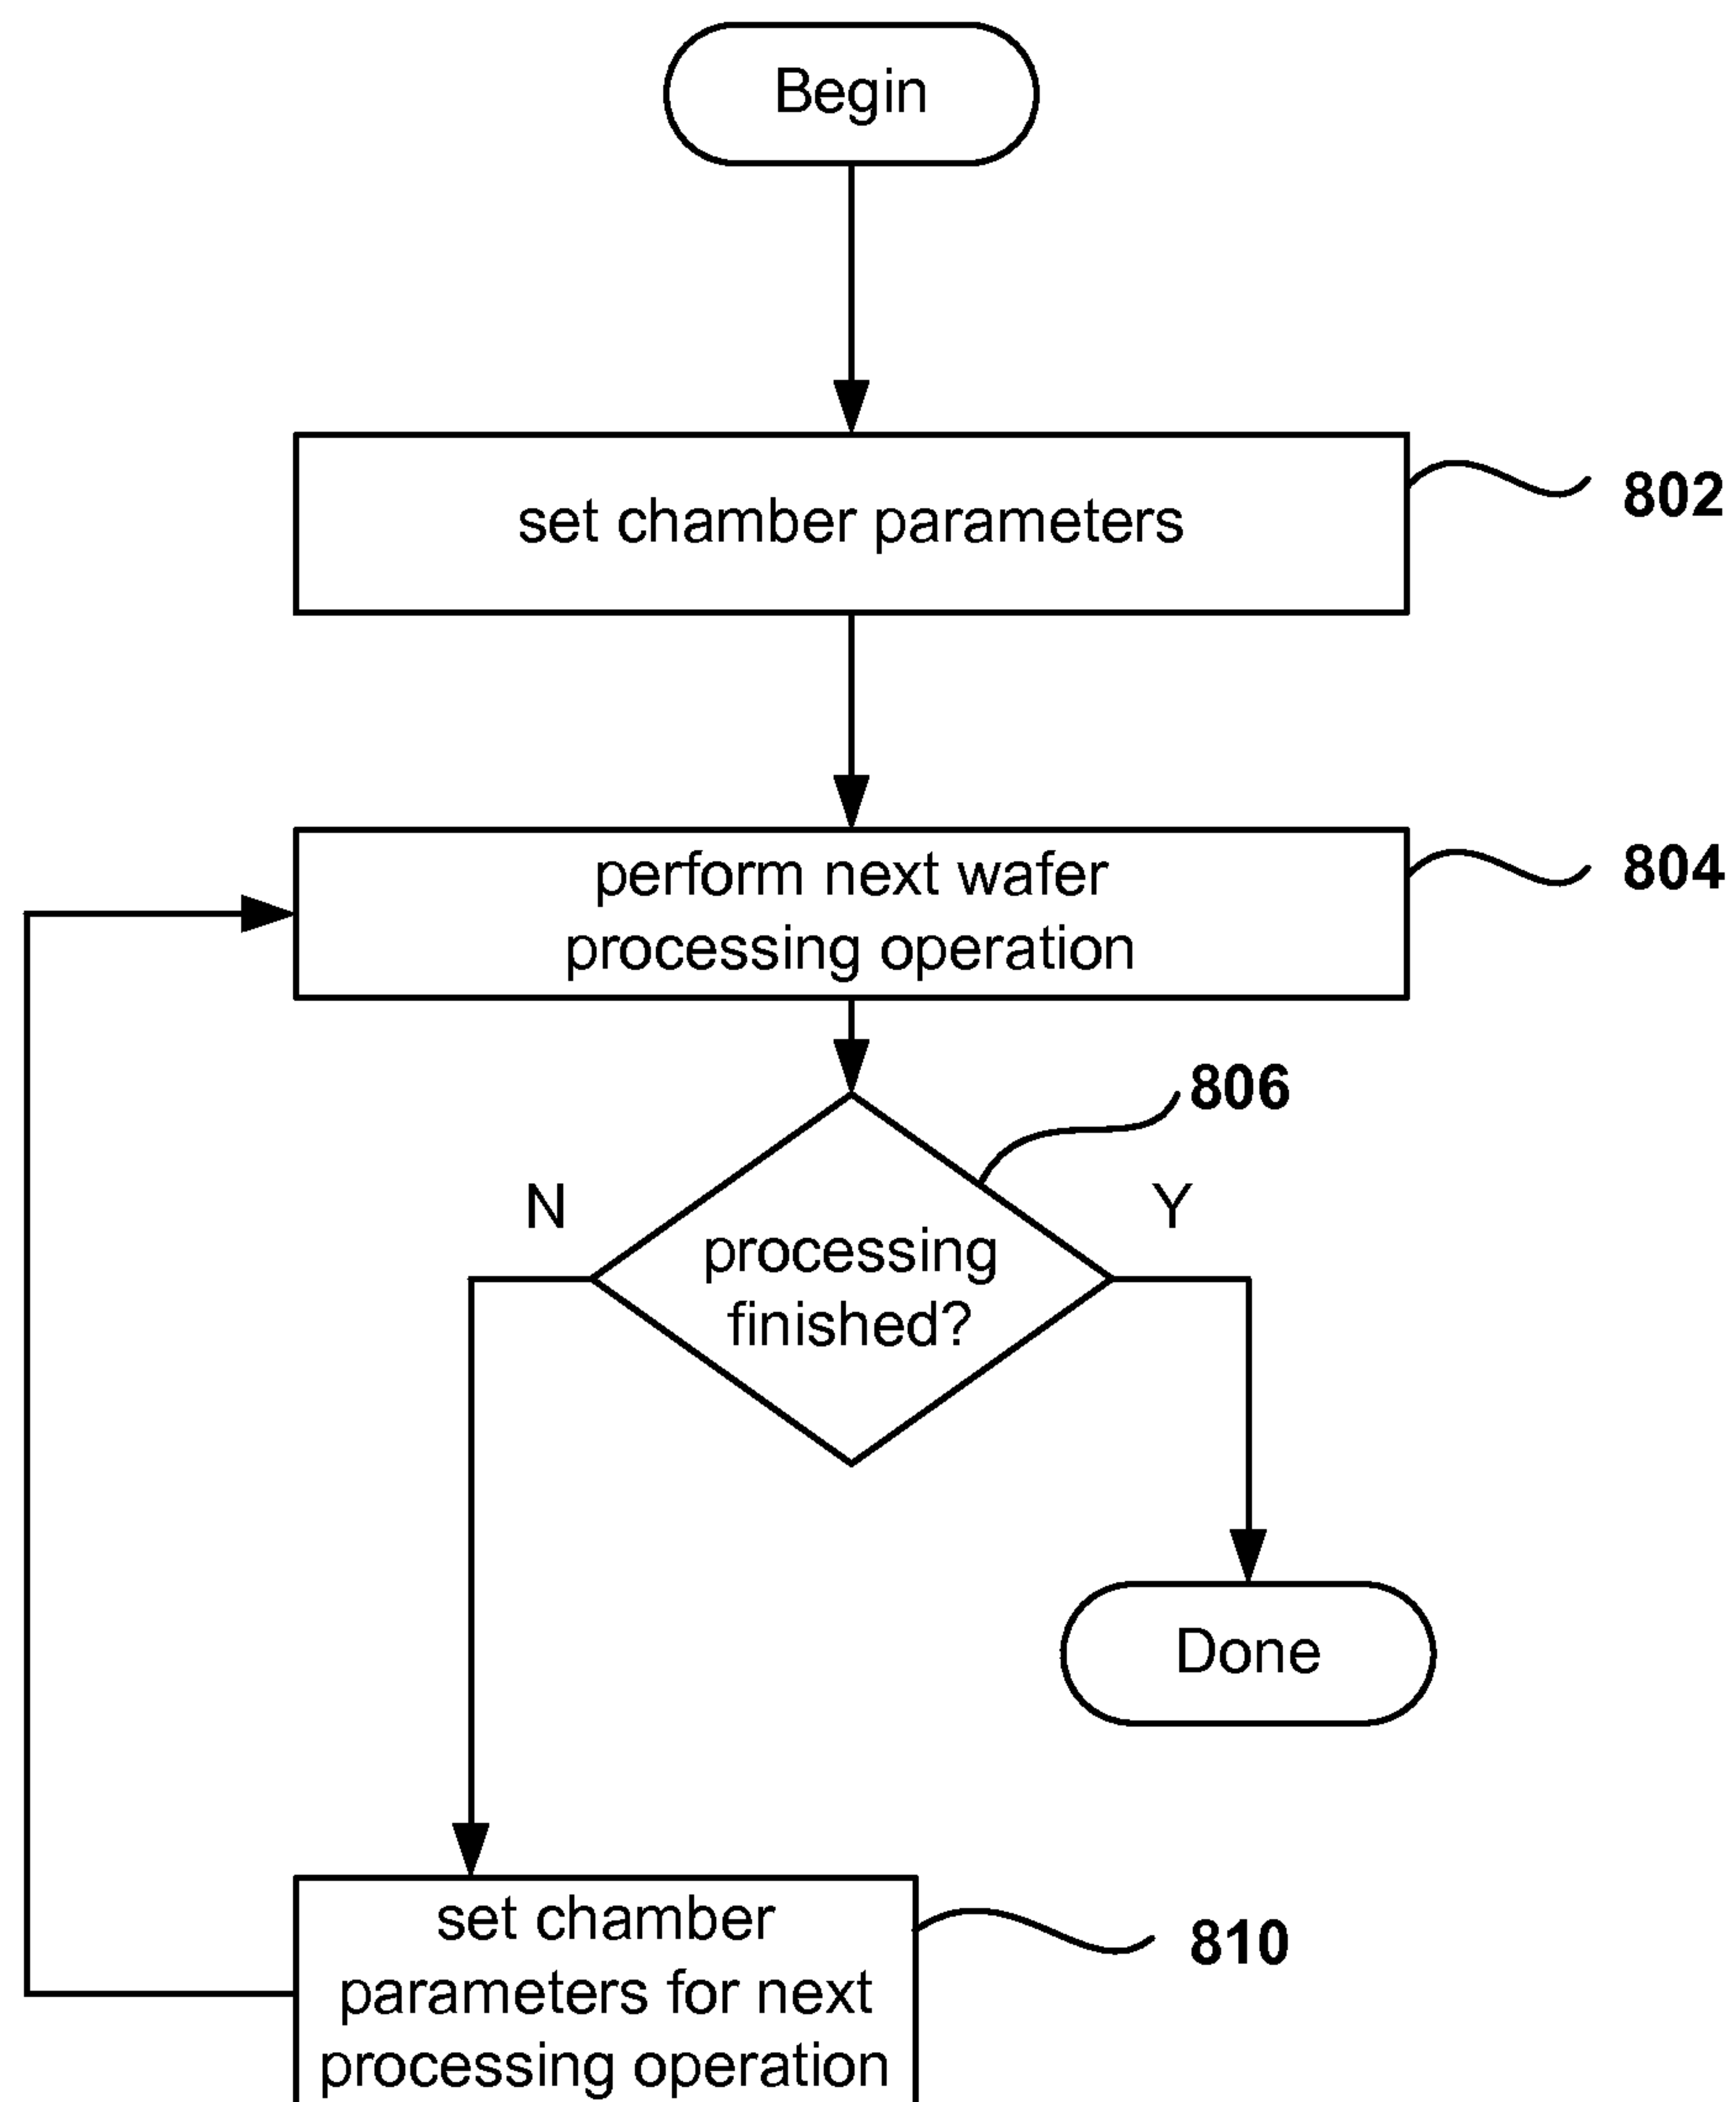 Begin
set chamber parameters
802
perform next wafer
processing operation
804
806
N
Y
processing
finished?
Done
set chamber
parameters for next
processing operation
810